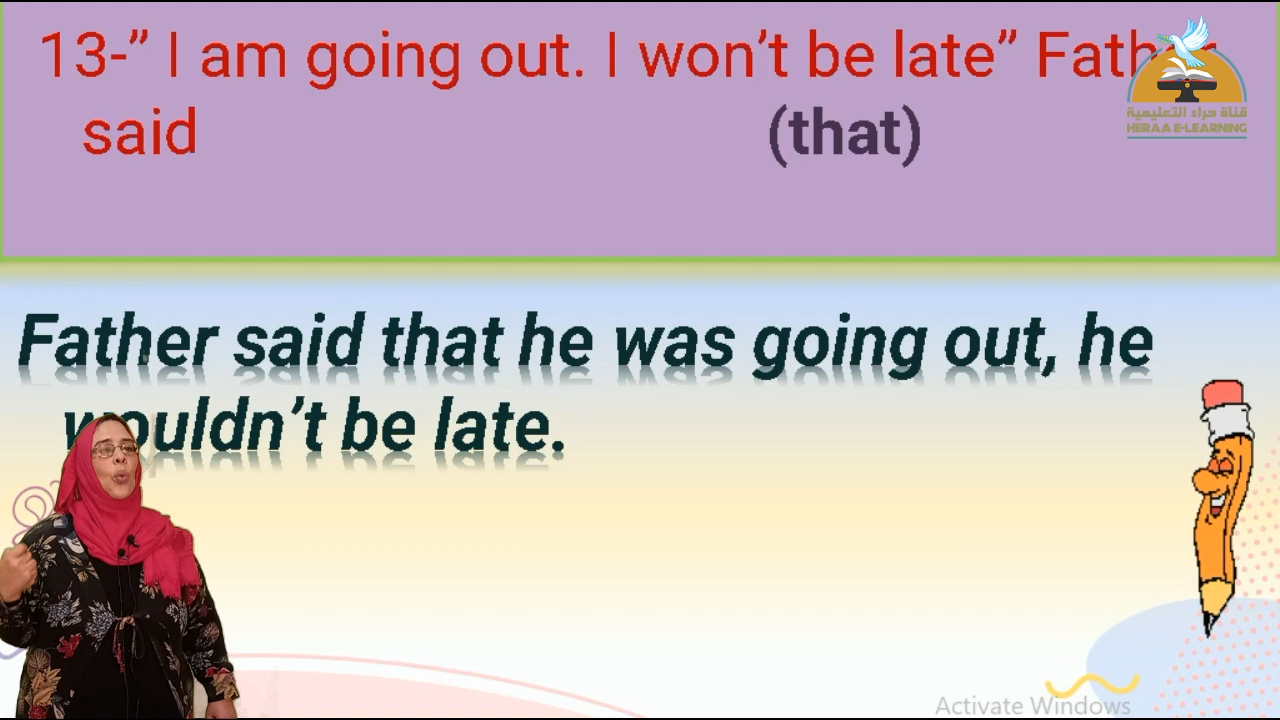 13-” I am going out. I won’t be late” Father
said (that)
قناة حراء التعليمية
HERAA E-LEARNING
Father said that he was going out, he
wouldn’t be late.
Activate Windows